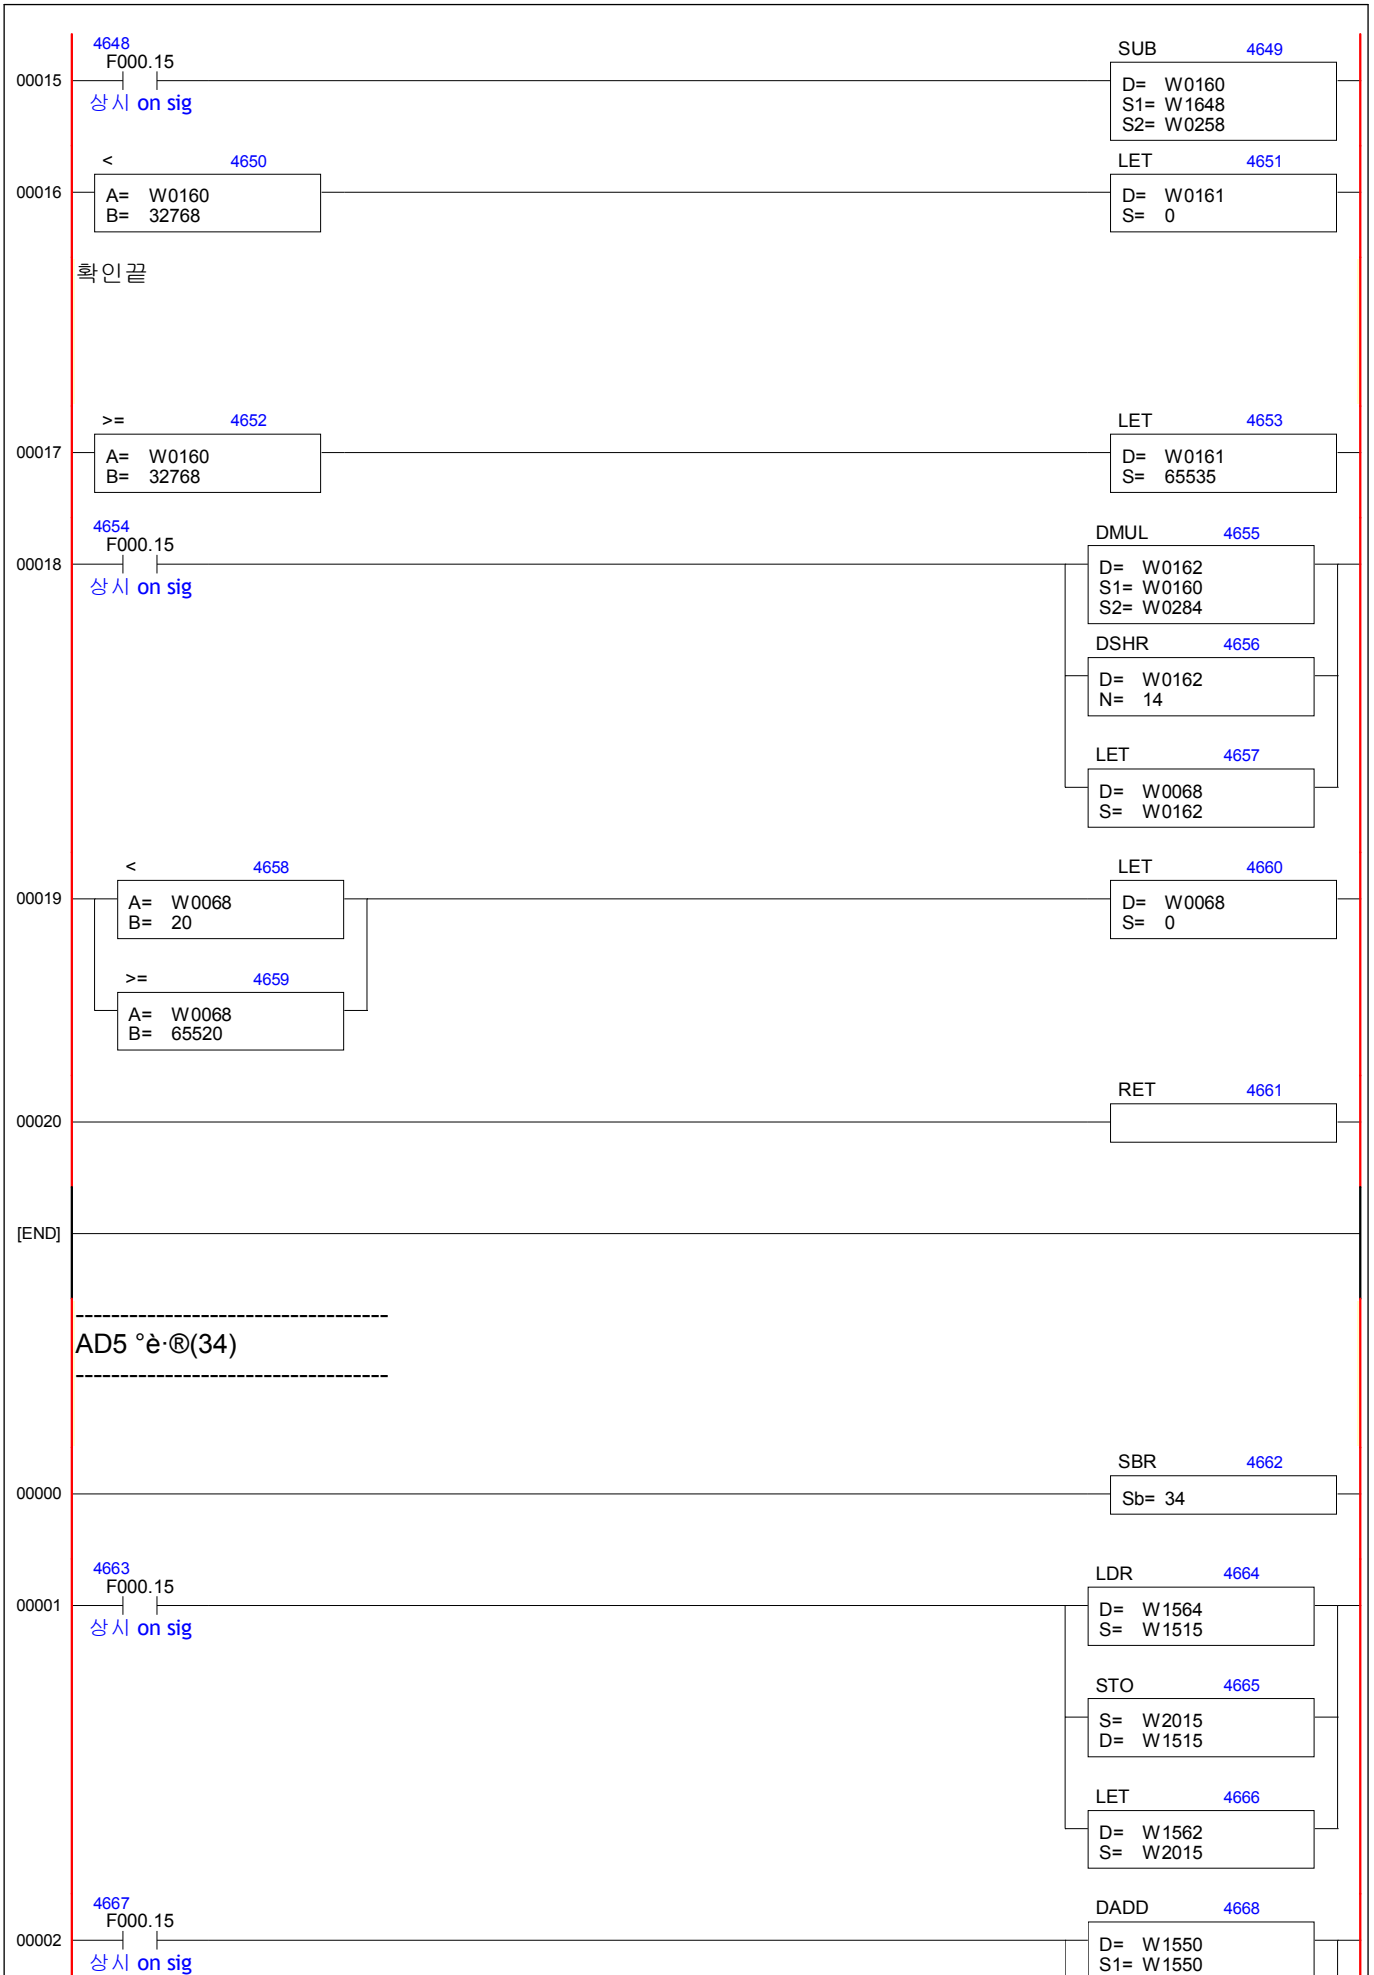 4648
F000.15
SUB 4649
00015
D= W0160
상시 on sig
S1= W1648
S2= W0258
< 4650
LET 4651
00016
A= W0160
B= 32768
D= W0161
S= 0
확인끝
>= 4652
LET 4653
00017
A= W0160
B= 32768
D= W0161
S= 65535
4654
F000.15
DMUL 4655
00018
상시 on sig
D= W0162
S1= W0160
S2= W0284
DSHR 4656
D= W0162
N= 14
LET 4657
D= W0068
S= W0162
< 4658
LET 4660
00019
A= W0068
B= 20
D= W0068
S= 0
>= 4659
A= W0068
B= 65520
RET 4661
00020
[END]
-----------------------------------
AD5 °è·®(34)
-----------------------------------
SBR 4662
00000
Sb= 34
4663
F000.15
LDR 4664
00001
상시 on sig
D= W1564
S= W1515
STO 4665
S= W2015
D= W1515
LET 4666
D= W1562
S= W2015
4667
F000.15
DADD 4668
00002
상시 on sig
D= W1550
S1= W1550